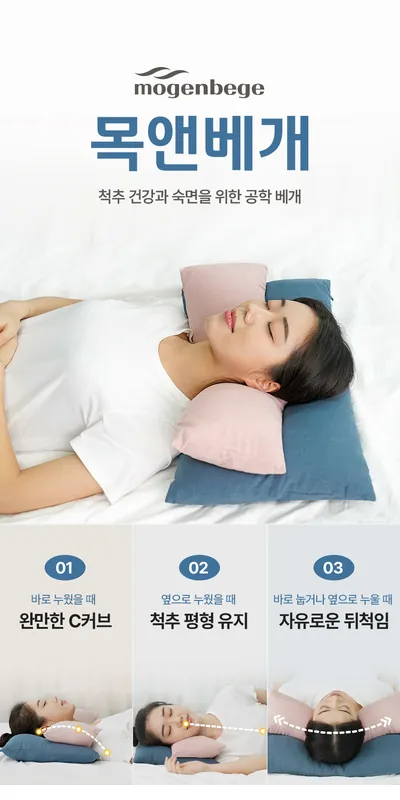 mogenbege
목앤베개
척추 건강과 숙면을 위한 공학 베개
01
바로 누웠을 때
완만한 C커브
02
옆으로 누웠을 때
척추 평형 유지
03
바로 눕거나 옆으로 누울 때
자유로운 뒤척임